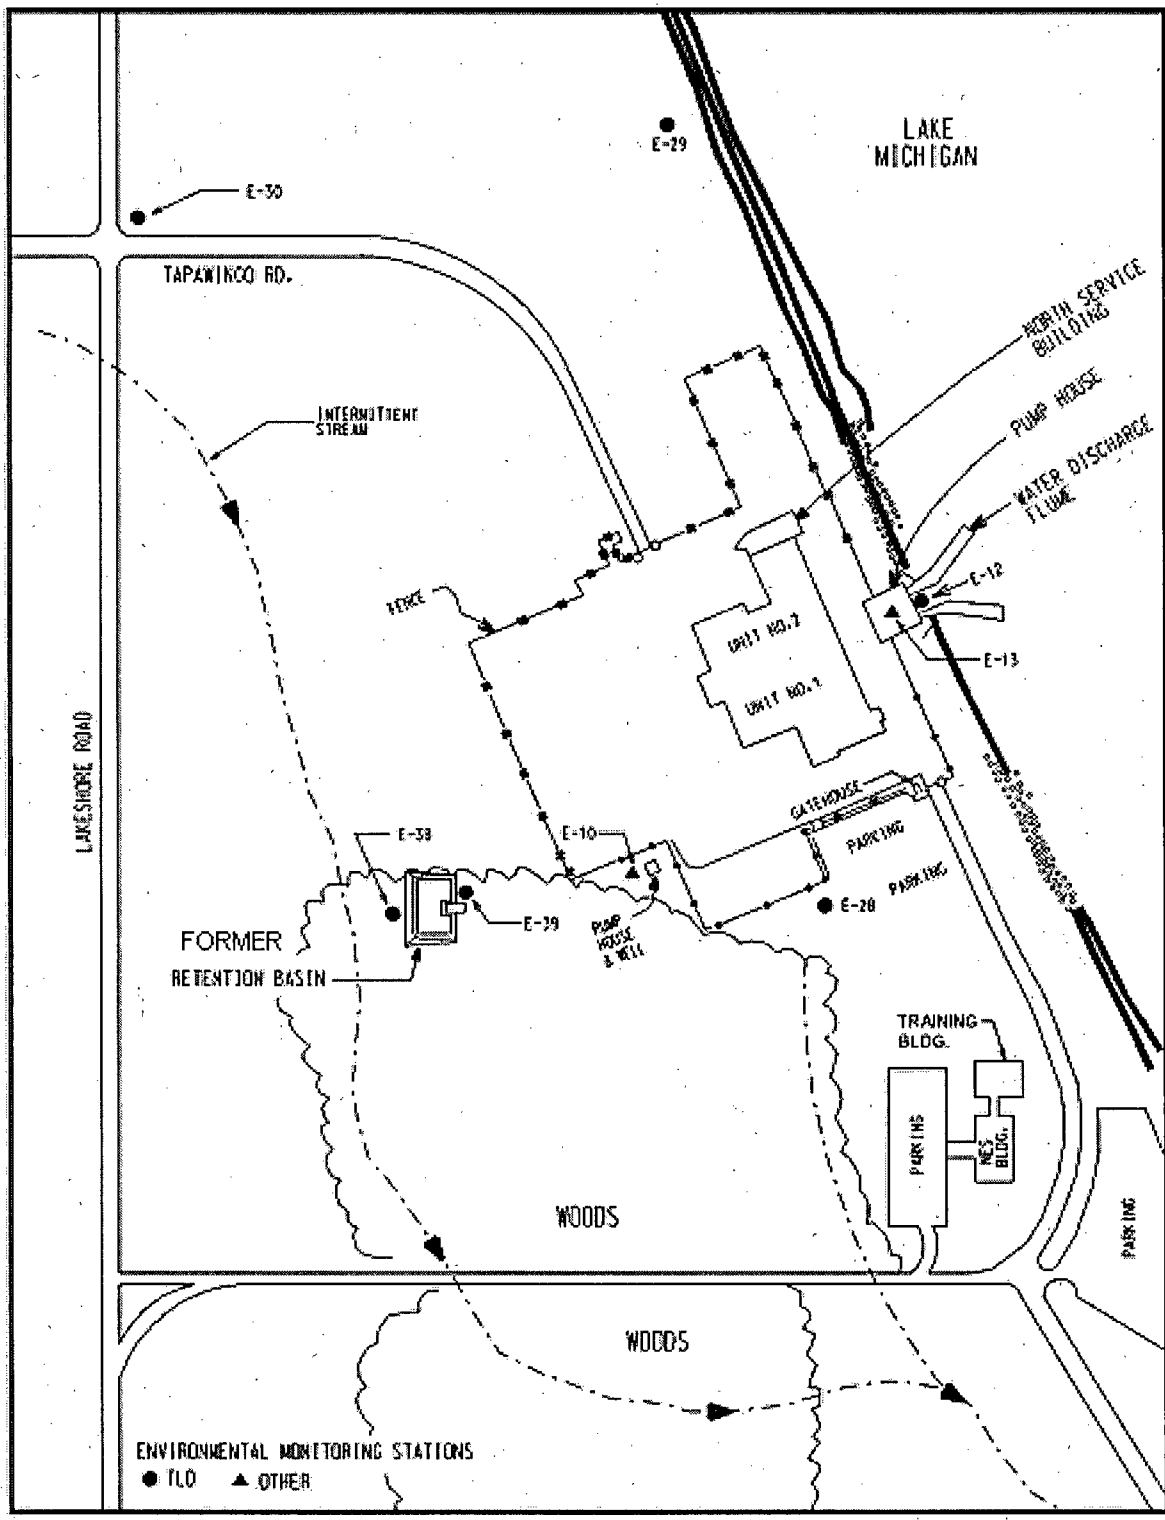 LAKE
MICHIGAN
E-29
E-30
TAPAWINGO RD.
NORTH SERVICE
BUILDING
PUMP HOUSE
WATER DISCHARGE
FLUME
INTERMITTENT
STREAM
E-12
FENCE
UNIT NO.2
E-13
UNIT NO.1
LAKESHORE ROAD
GATEHOUSE
E-38
E-10
PARKING
PARKING
E-28
E-39
PUMP
HOUSE
& WELL
FORMER
RETENTION BASIN
TRAINING
BLDG.
PARKING
NES
BLDG.
PARKING
WOODS
WOODS
ENVIRONMENTAL MONITORING STATIONS
TLD
OTHER